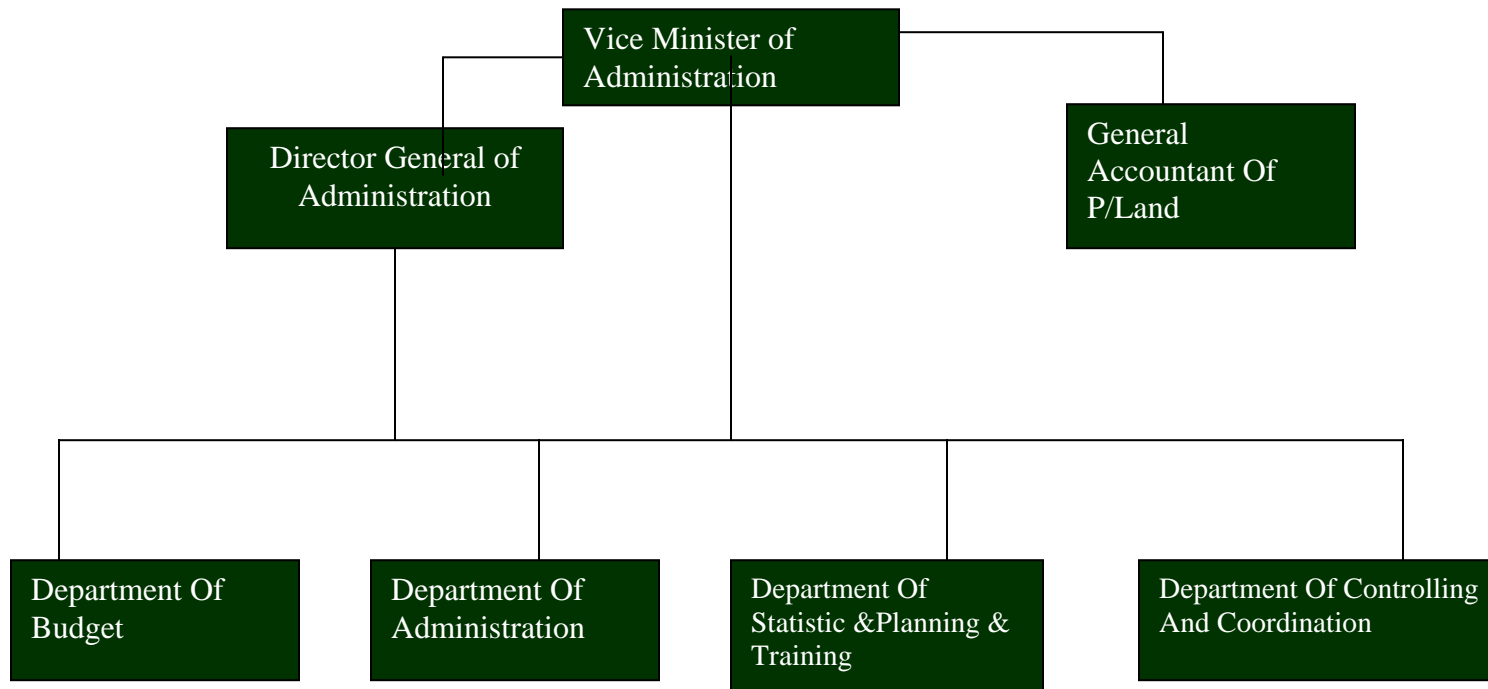 Vice Minister of
Administration
Director General of
Administration
General
Accountant Of
P/Land
Department Of
Budget
Department Of
Administration
Department Of
Statistic &Planning &
Training
Department Of Controlling
And Coordination